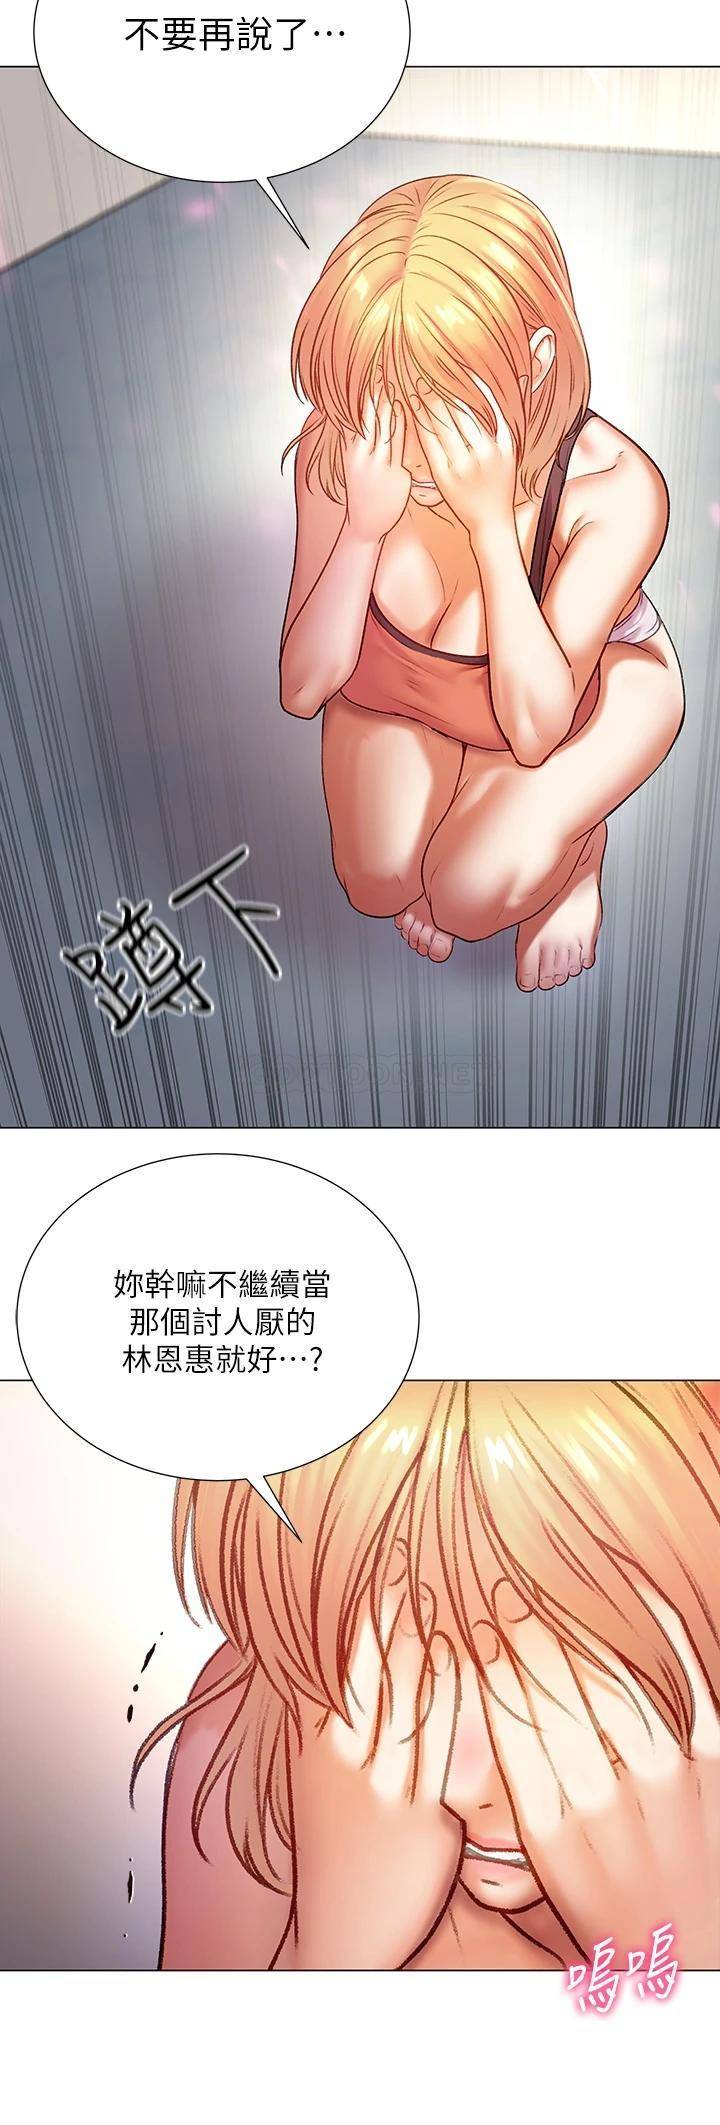 不要再說了⋯
蹲下
妳幹嘛不繼續當
那個討人厭的
林恩惠就好⋯?
嗚嗚